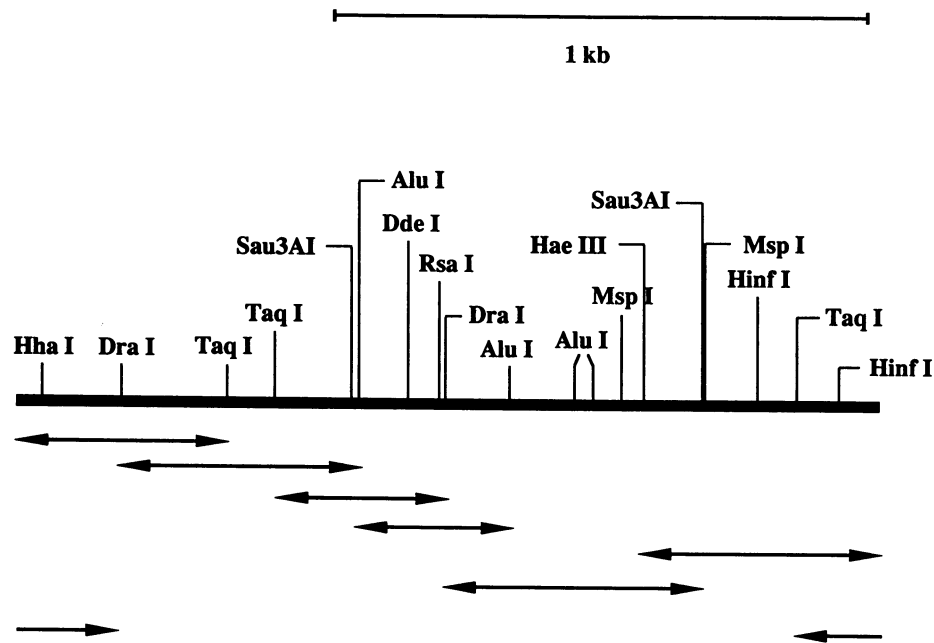 1 kb
Alu I
Sau3AI
Dde I
Sau3AI
Hae III
Msp I
Rsa I
Hinf I
Msp I
Taq I
Dra I
Taq I
Hha I
Dra I
Taq I
Alu I
Alu I
Hinf I